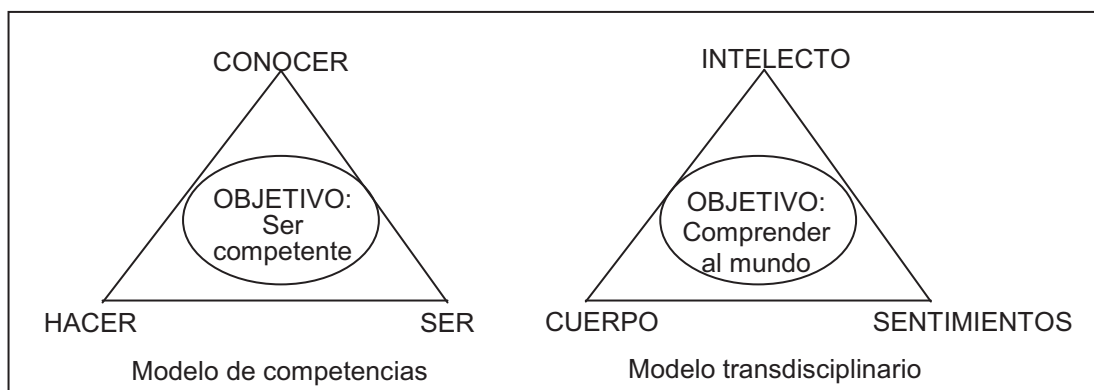 CONOCER
OBJETIVO:
Ser
competente
HACER
SER
Modelo de competencias
INTELECTO
OBJETIVO:
Comprender
al mundo
CUERPO
SENTIMIENTOS
Modelo transdisciplinario